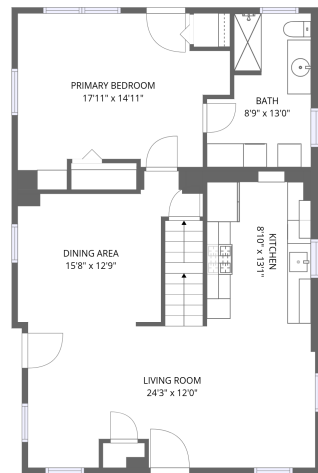 PRIMARY BEDROOM
17'11" x 14'11"
BATH
8'9" x 13'0"
DINING AREA
15'8" x 12'9"
KITCHEN
8'10" x 13'1"
LIVING ROOM
24'3" x 12'0"